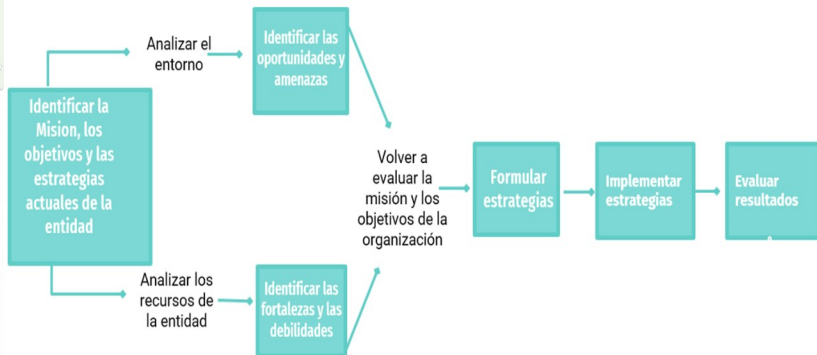 Identificar la
Mision, los
objetivos y las
estrategias
actuales de la
entidad
Analizar el
entorno
Identificar las
oportunidades y
amenazas
Analizar los
recursos de
la entidad
Identificar las
fortalezas y las
debilidades
Volver a
evaluar la
misión y los
objetivos de la
organización
Formular
estrategias
Implementar
estrategias
Evaluar
resultados